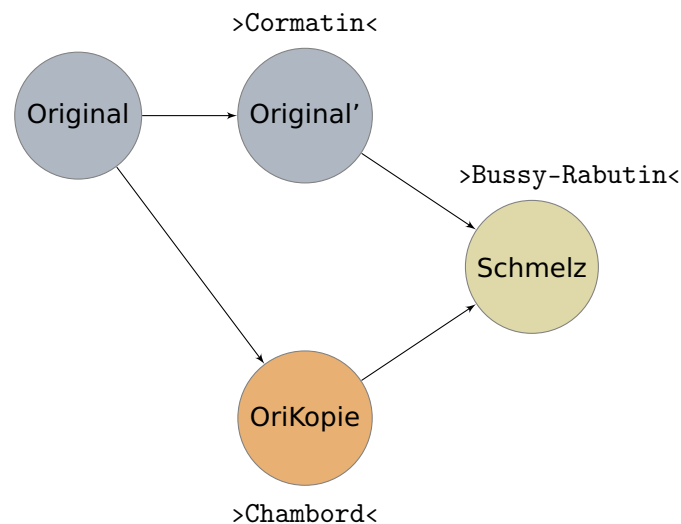 >Cormatin<
Original
Original’
>Bussy-Rabutin<
Schmelz
OriKopie
>Chambord<